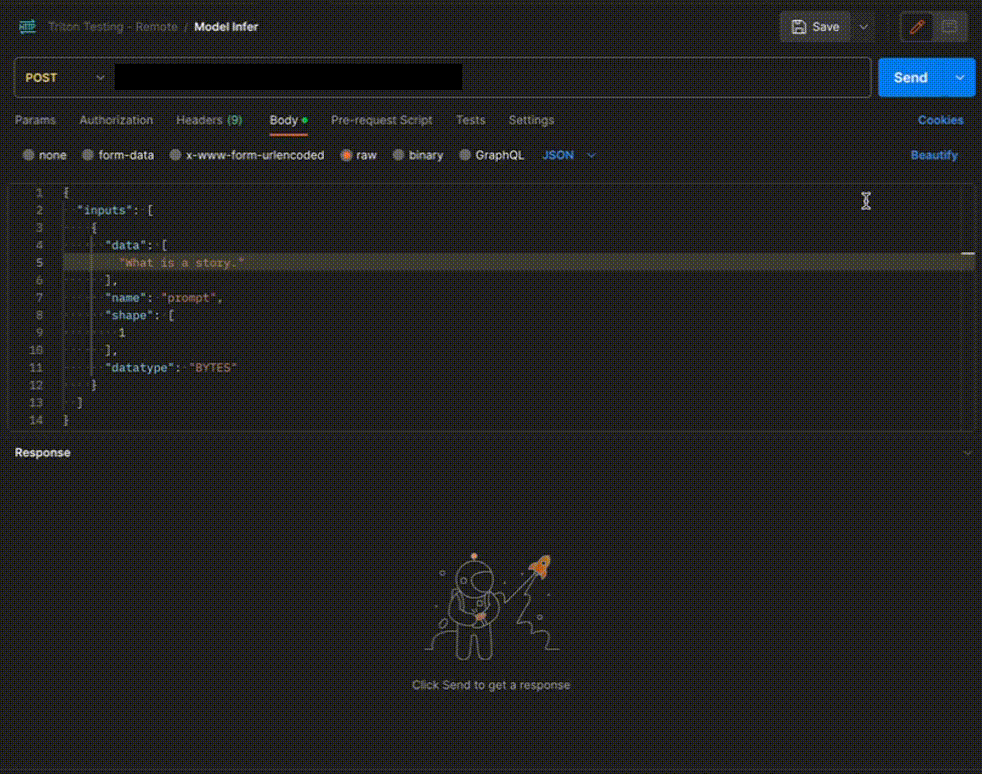 HTTP Triton Testing - Remote / Model Infer Save
POST Send
Params Authorization Headers (9) Body Pre-request Script Tests Settings Cookies
none form-data x-www-form-urlencoded raw binary GraphQL JSON Beautify
1 {
2 "inputs": [
3 {
4 "data": [
5 "What is a story."
6 ],
7 "name": "prompt",
8 "shape": [
9 1
10 ],
11 "datatype": "BYTES"
12 }
13 ]
14 }
Response
Click Send to get a response